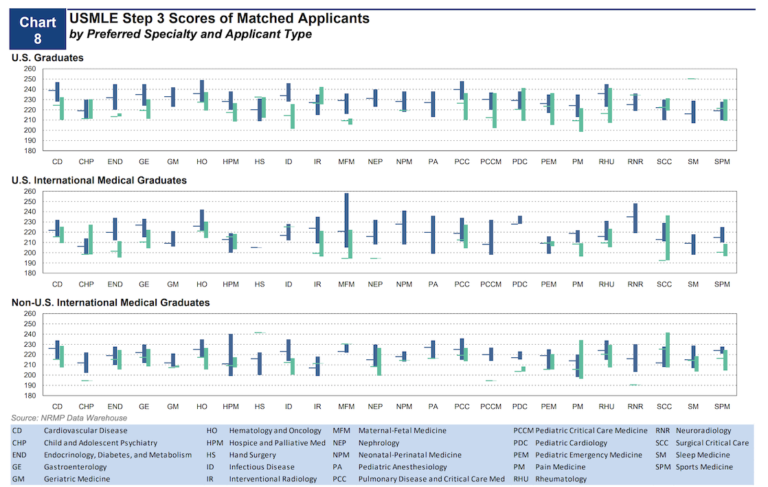 Chart
8
USMLE Step 3 Scores of Matched Applicants
by Preferred Specialty and Applicant Type
U.S. Graduates
260
250
240
230
220
210
200
190
180
CD CHP END GE GM HO HPM HS ID IR MFM NEP NPM PA PCC PCCM PDC PEM PM RHU RNR SCC SM SPM
U.S. International Medical Graduates
260
250
240
230
220
210
200
190
180
CD CHP END GE GM HO HPM HS ID IR MFM NEP NPM PA PCC PCCM PDC PEM PM RHU RNR SCC SM SPM
Non-U.S. International Medical Graduates
260
250
240
230
220
210
200
190
180
CD CHP END GE GM HO HPM HS ID IR MFM NEP NPM PA PCC PCCM PDC PEM PM RHU RNR SCC SM SPM
Source: NRMP Data Warehouse
CD Cardiovascular Disease HO Hematology and Oncology MFM Maternal-Fetal Medicine PCCM Pediatric Critical Care Medicine RNR Neuroradiology
CHP Child and Adolescent Psychiatry HPM Hospice and Palliative Med NEP Nephrology PDC Pediatric Cardiology SCC Surgical Critical Care
END Endocrinology, Diabetes, and Metabolism HS Hand Surgery NPM Neonatal-Perinatal Medicine PEM Pediatric Emergency Medicine SM Sleep Medicine
GE Gastroenterology ID Infectious Disease PA Pediatric Anesthesiology PM Pain Medicine SPM Sports Medicine
GM Geriatric Medicine IR Interventional Radiology PCC Pulmonary Disease and Critical Care Med RHU Rheumatology